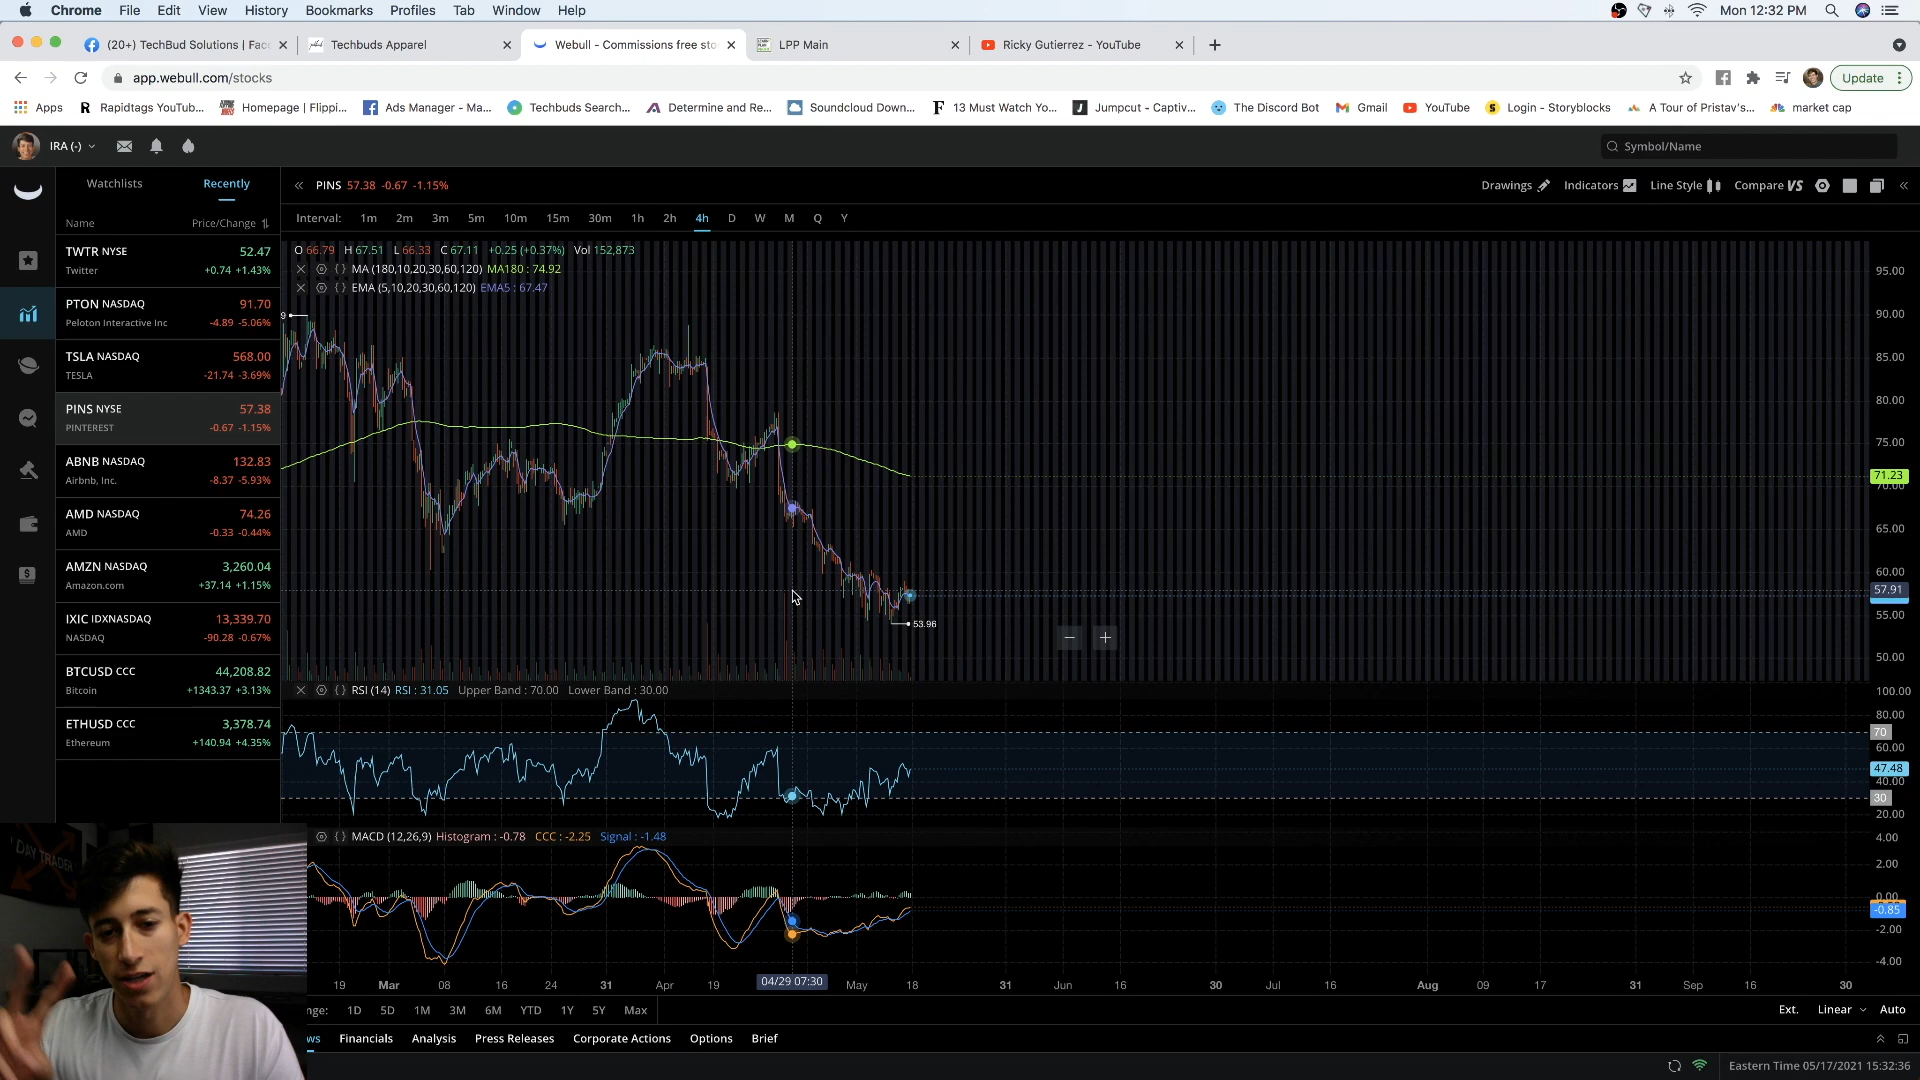 Chrome File Edit View History Bookmarks Profiles Tab Window Help Mon 12:32 PM
(20+) TechBud Solutions | Fac Techbuds Apparel Webull - Commissions free sto LPP Main Ricky Gutierrez - YouTube
app.webull.com/stocks Update
Apps Rapidtags YouTub... Homepage | Flippi... Ads Manager - Ma... Techbuds Search... Determine and Re... Soundcloud Down... 13 Must Watch Yo... Jumpcut - Captiv... The Discord Bot Gmail YouTube Login - Storyblocks A Tour of Pristav's... market cap
IRA (-) Symbol/Name
Watchlists Recently PINS 57.38 -0.67 -1.15% Drawings Indicators Line Style Compare VS
Name Price/Change Interval: 1m 2m 3m 5m 10m 15m 30m 1h 2h 4h D W M Q Y
TWTR NYSE 52.47
Twitter +0.74 +1.43%
PTON NASDAQ 91.70
Peloton Interactive Inc -4.89 -5.06%
TSLA NASDAQ 568.00
TESLA -21.74 -3.69%
PINS NYSE 57.38
PINTEREST -0.67 -1.15%
ABNB NASDAQ 132.83
Airbnb, Inc. -8.37 -5.93%
AMD NASDAQ 74.26
AMD -0.33 -0.44%
AMZN NASDAQ 3,260.04
Amazon.com +37.14 +1.15%
IXIC IDXNASDAQ 13,339.70
NASDAQ -90.28 -0.67%
BTCUSD CCC 44,208.82
Bitcoin +1343.37 +3.13%
ETHUSD CCC 3,378.74
Ethereum +140.94 +4.35%
O 66.79 H 67.51 L 66.33 C 67.11 +0.25 (+0.37%) Vol 152,873
MA (180,10,20,30,60,120) MA180 : 74.92
EMA (5,10,20,30,60,120) EMA5 : 67.47
9
53.96
95.00
90.00
85.00
80.00
75.00
71.23
70.00
65.00
60.00
57.91
55.00
50.00
RSI (14) RSI : 31.05 Upper Band : 70.00 Lower Band : 30.00
100.00
80.00
70
60.00
47.48
40.00
30
20.00
MACD (12,26,9) Histogram : -0.78 CCC : -2.25 Signal : -1.48
4.00
2.00
0.00
-0.85
-2.00
-4.00
DAY TRADER
19 Mar 08 16 24 31 Apr 19 04/29 07:30 May 18 31 Jun 16 30 Jul 16 Aug 09 17 31 Sep 16 30
nge: 1D 5D 1M 3M 6M YTD 1Y 5Y Max Ext. Linear Auto
ws Financials Analysis Press Releases Corporate Actions Options Brief
Eastern Time 05/17/2021 15:32:36